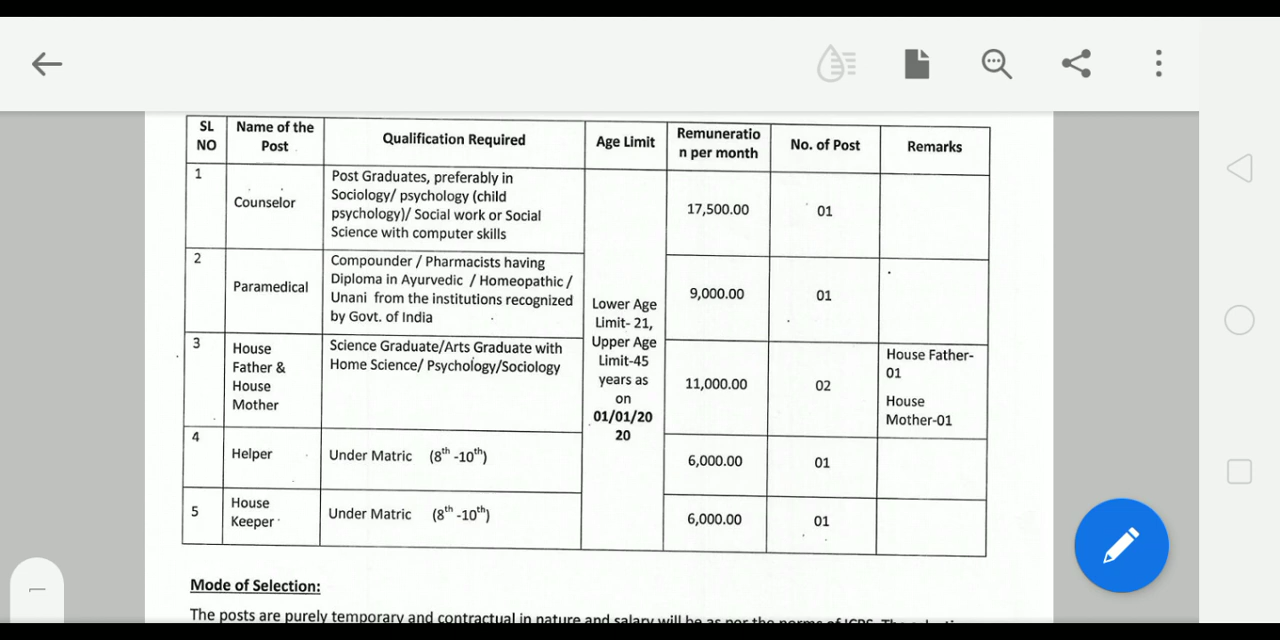 SL NO
Name of the Post
Qualification Required
Age Limit
Remuneratio
n per month
No. of Post
Remarks
1
Counselor
Post Graduates, preferably in
Sociology/ psychology (child
psychology)/ Social work or Social
Science with computer skills
17,500.00
01
2
Paramedical
Compounder / Pharmacists having
Diploma in Ayurvedic / Homeopathic /
Unani from the institutions recognized
by Govt. of India
9,000.00
01
Lower Age
Limit- 21,
Upper Age
Limit-45
years as
on
01/01/20
20
3
House
Father &
House
Mother
Science Graduate/Arts Graduate with
Home Science/ Psychology/Sociology
11,000.00
02
House Father-
01
House
Mother-01
4
Helper
Under Matric (8th -10th)
6,000.00
01
5
House
Keeper
Under Matric (8th -10th)
6,000.00
01
Mode of Selection:
The posts are purely temporary and contractual in nature and salary will be as per the norms of ICPS. The